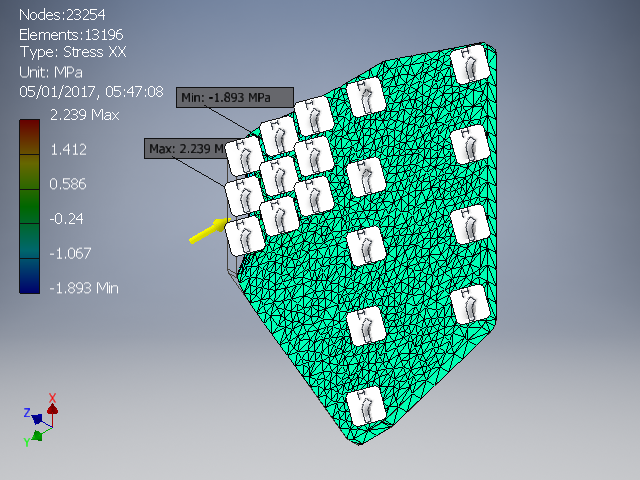 Nodes:23254
Elements:13196
Type: Stress XX
Unit: MPa
05/01/2017, 05:47:08
2.239 Max
1.412
0.586
-0.24
-1.067
-1.893 Min
Min: -1.893 MPa
Max: 2.239 M
X
Z
Y